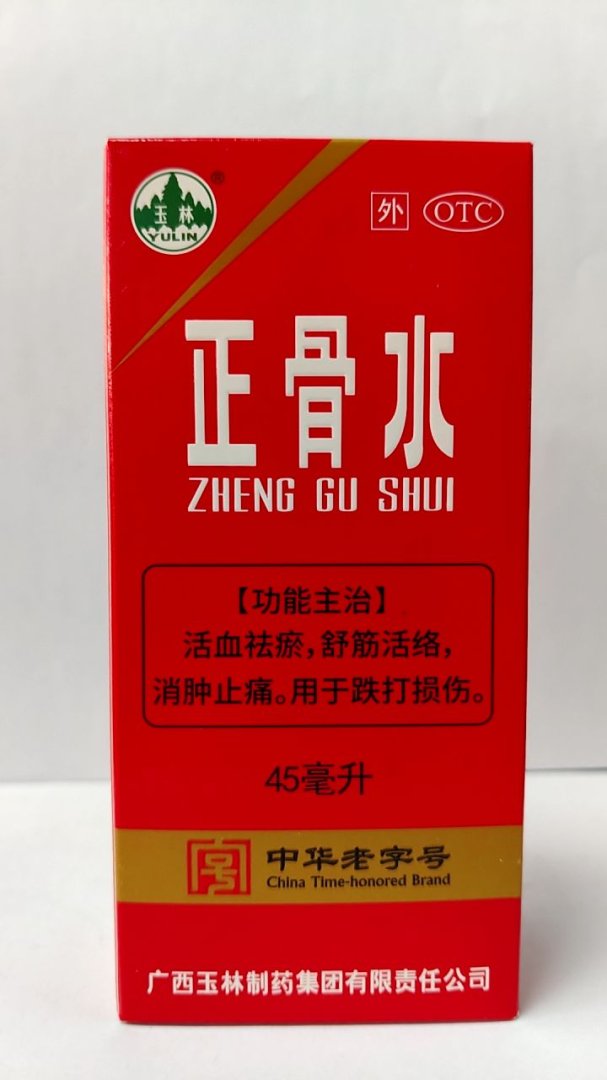 玉林
YULIN
®
外 OTC
正骨水
ZHENG GU SHUI
【功能主治】
活血祛瘀，舒筋活络，
消肿止痛。用于跌打损伤。
45毫升
中华老字号
China Time-honored Brand
广西玉林制药集团有限责任公司